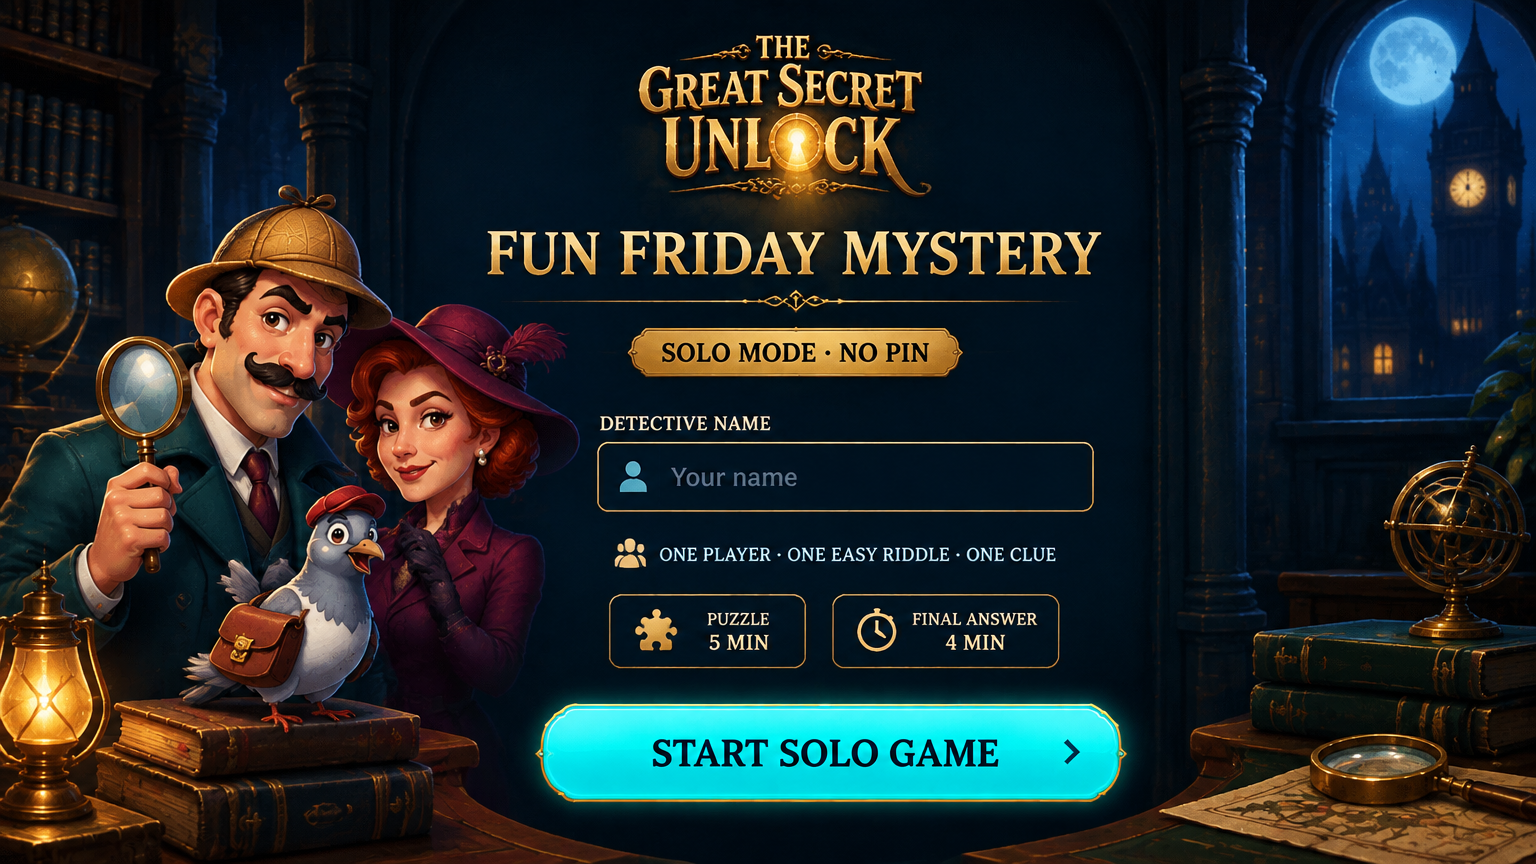 THE
GREAT SECRET
UNLOCK
FUN FRIDAY MYSTERY
SOLO MODE · NO PIN
DETECTIVE NAME
Your name
ONE PLAYER · ONE EASY RIDDLE · ONE CLUE
PUZZLE
5 MIN
FINAL ANSWER
4 MIN
START SOLO GAME